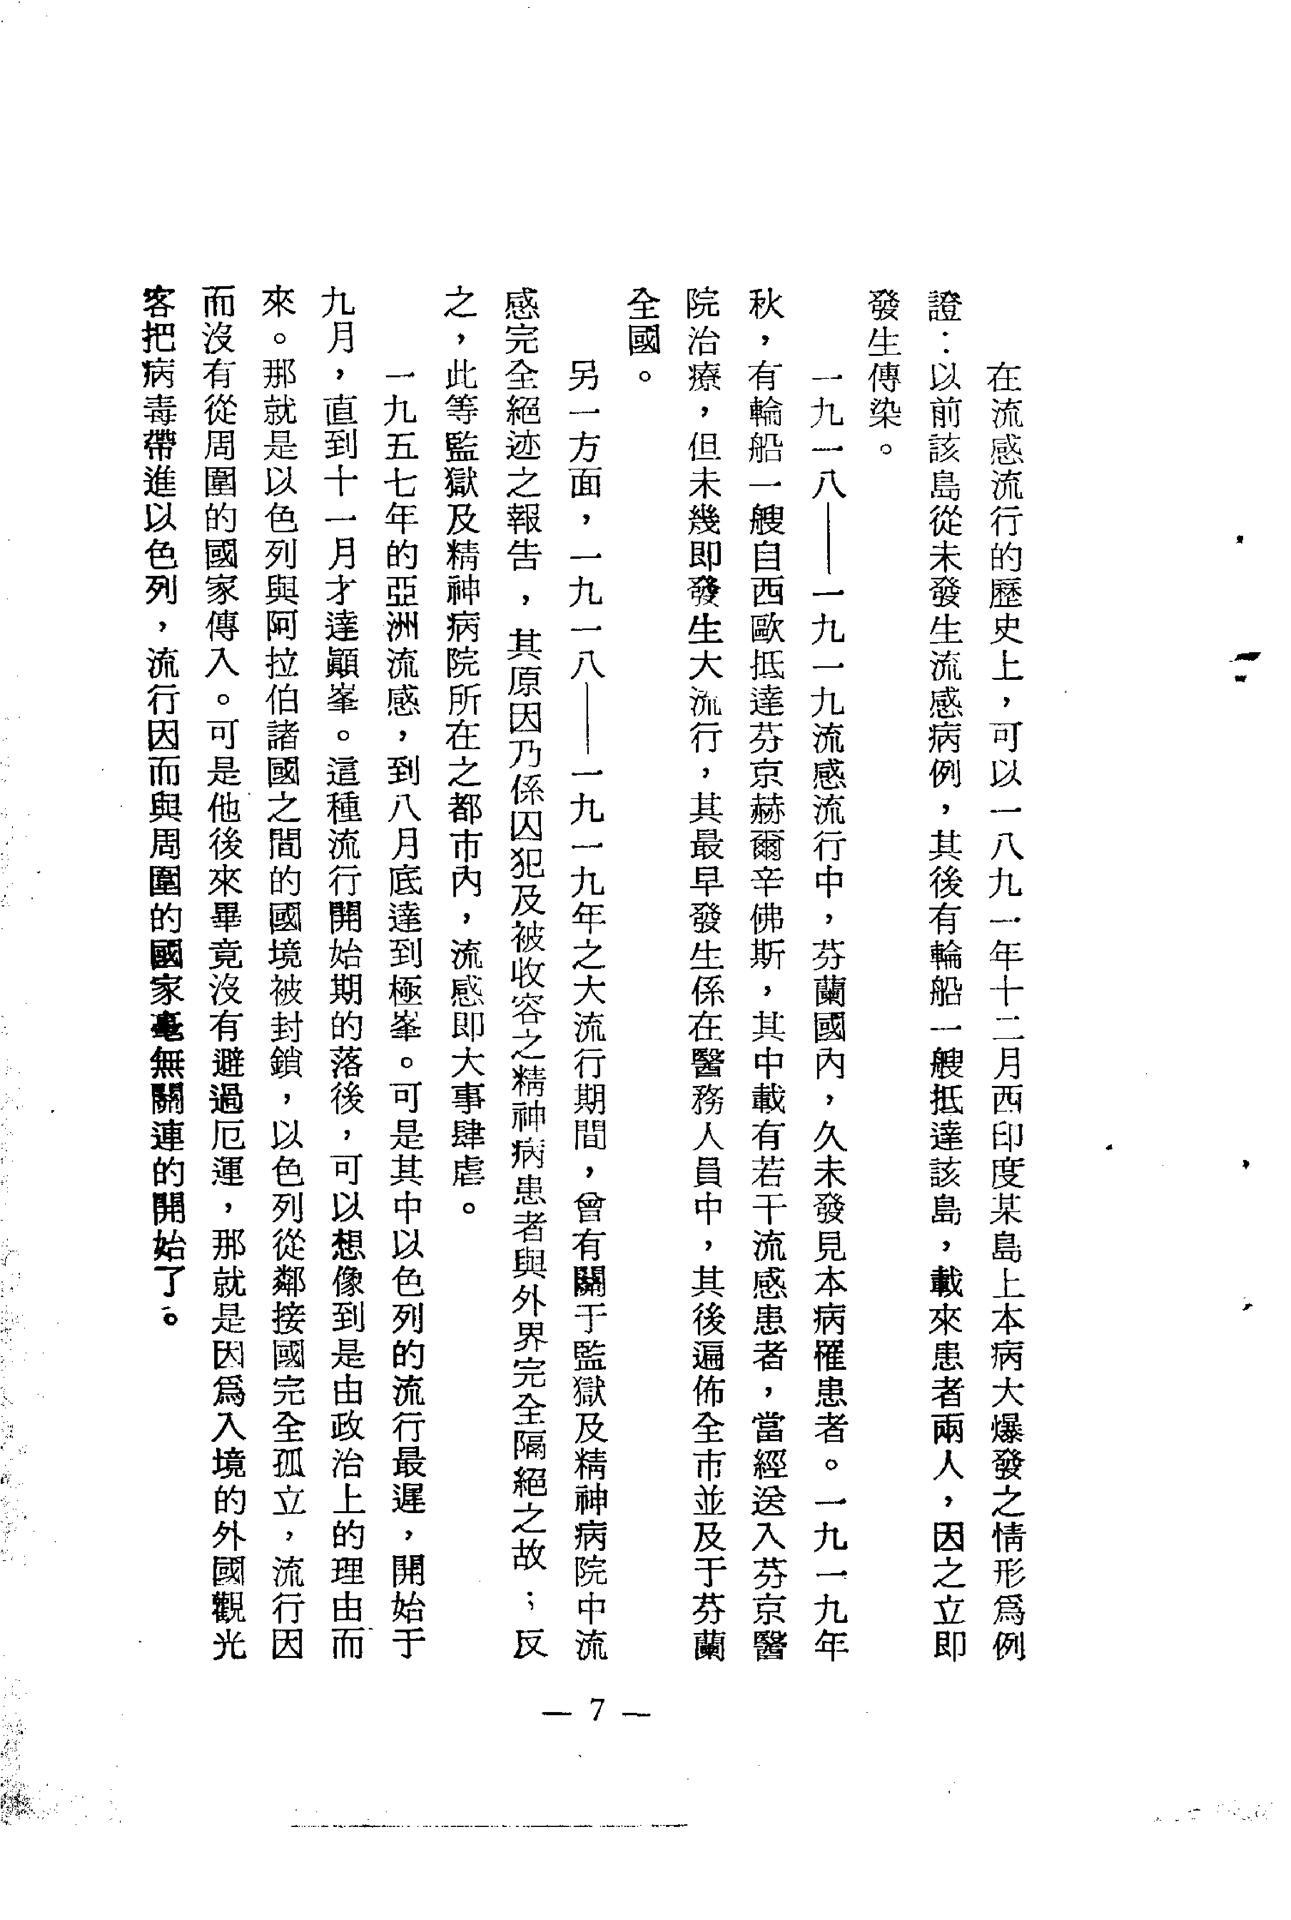 在流感流行的歷史上，可以一八九一年十二月西印度某島上本病大爆發之情形爲例
證：以前該島從未發生流感病例，其後有輪船一艘抵達該島，載來患者兩人，因之立即
發生傳染。
一九一八——一九一九流感流行中，芬蘭國內，久未發見本病罹患者。一九一九年
秋，有輪船一艘自西歐抵達芬京赫爾辛佛斯，其中載有若干流感患者，當經送入芬京醫
院治療，但未幾即發生大流行，其最早發生係在醫務人員中，其後遍佈全市並及于芬蘭
全國。
另一方面，一九一八——一九一九年之大流行期間，曾有關于監獄及精神病院中流
感完全絕迹之報告，其原因乃係囚犯及被收容之精神病患者與外界完全隔絕之故；反
之，此等監獄及精神病院所在之都市內，流感即大事肆虐。
一九五七年的亞洲流感，到八月底達到極峯。可是其中以色列的流行最遲，開始于
九月，直到十一月才達顚峯。這種流行開始期的落後，可以想像到是由政治上的理由而
來。那就是以色列與阿拉伯諸國之間的國境被封鎖，以色列從鄰接國完全孤立，流行因
而沒有從周圍的國家傳入。可是他後來畢竟沒有避過厄運，那就是因爲入境的外國觀光
客把病毒帶進以色列，流行因而與周圍的國家毫無關連的開始了。
— 7 —